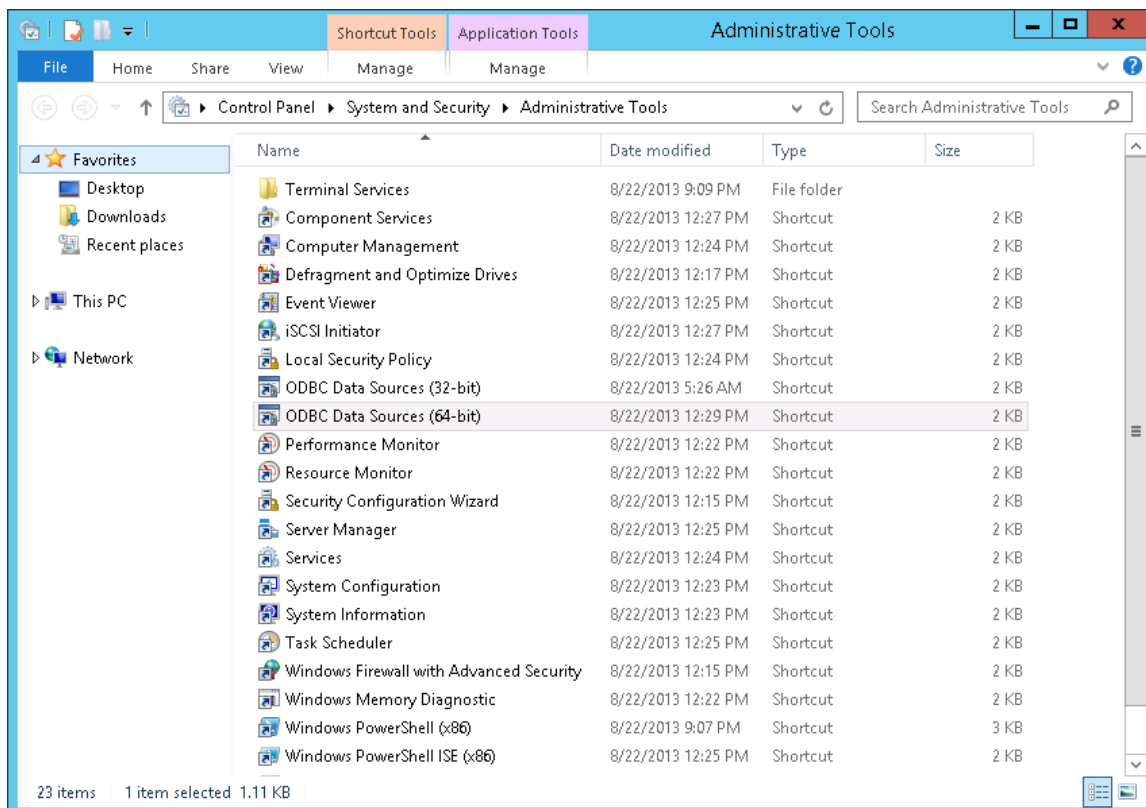 Shortcut Tools Application Tools Administrative Tools
File Home Share View Manage Manage
Control Panel System and Security Administrative Tools Search Administrative Tools
Favorites
Desktop
Downloads
Recent places
This PC
Network
Name Date modified Type Size
Terminal Services 8/22/2013 9:09 PM File folder
Component Services 8/22/2013 12:27 PM Shortcut 2 KB
Computer Management 8/22/2013 12:24 PM Shortcut 2 KB
Defragment and Optimize Drives 8/22/2013 12:17 PM Shortcut 2 KB
Event Viewer 8/22/2013 12:25 PM Shortcut 2 KB
iSCSI Initiator 8/22/2013 12:27 PM Shortcut 2 KB
Local Security Policy 8/22/2013 12:24 PM Shortcut 2 KB
ODBC Data Sources (32-bit) 8/22/2013 5:26 AM Shortcut 2 KB
ODBC Data Sources (64-bit) 8/22/2013 12:29 PM Shortcut 2 KB
Performance Monitor 8/22/2013 12:22 PM Shortcut 2 KB
Resource Monitor 8/22/2013 12:22 PM Shortcut 2 KB
Security Configuration Wizard 8/22/2013 12:15 PM Shortcut 2 KB
Server Manager 8/22/2013 12:25 PM Shortcut 2 KB
Services 8/22/2013 12:24 PM Shortcut 2 KB
System Configuration 8/22/2013 12:23 PM Shortcut 2 KB
System Information 8/22/2013 12:23 PM Shortcut 2 KB
Task Scheduler 8/22/2013 12:25 PM Shortcut 2 KB
Windows Firewall with Advanced Security 8/22/2013 12:15 PM Shortcut 2 KB
Windows Memory Diagnostic 8/22/2013 12:22 PM Shortcut 2 KB
Windows PowerShell (x86) 8/22/2013 9:07 PM Shortcut 3 KB
Windows PowerShell ISE (x86) 8/22/2013 12:25 PM Shortcut 2 KB
23 items 1 item selected 1.11 KB